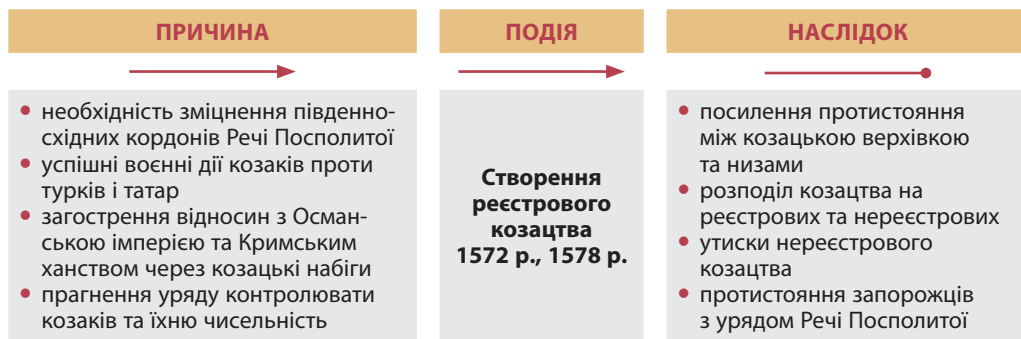 ПРИЧИНА
ПОДІЯ
НАСЛІДОК
• необхідність зміцнення південно-
східних кордонів Речі Посполитої
• успішні воєнні дії козаків проти
турків і татар
• загострення відносин з Осман-
ською імперією та Кримським
ханством через козацькі набіги
• прагнення уряду контролювати
козаків та їхню чисельність
Створення
реєстрового
козацтва
1572 р., 1578 р.
• посилення протистояння
між козацькою верхівкою
та низами
• розподіл козацтва на
реєстрових та нереєстрових
• утиски нереєстрового
козацтва
• протистояння запорожців
з урядом Речі Посполитої